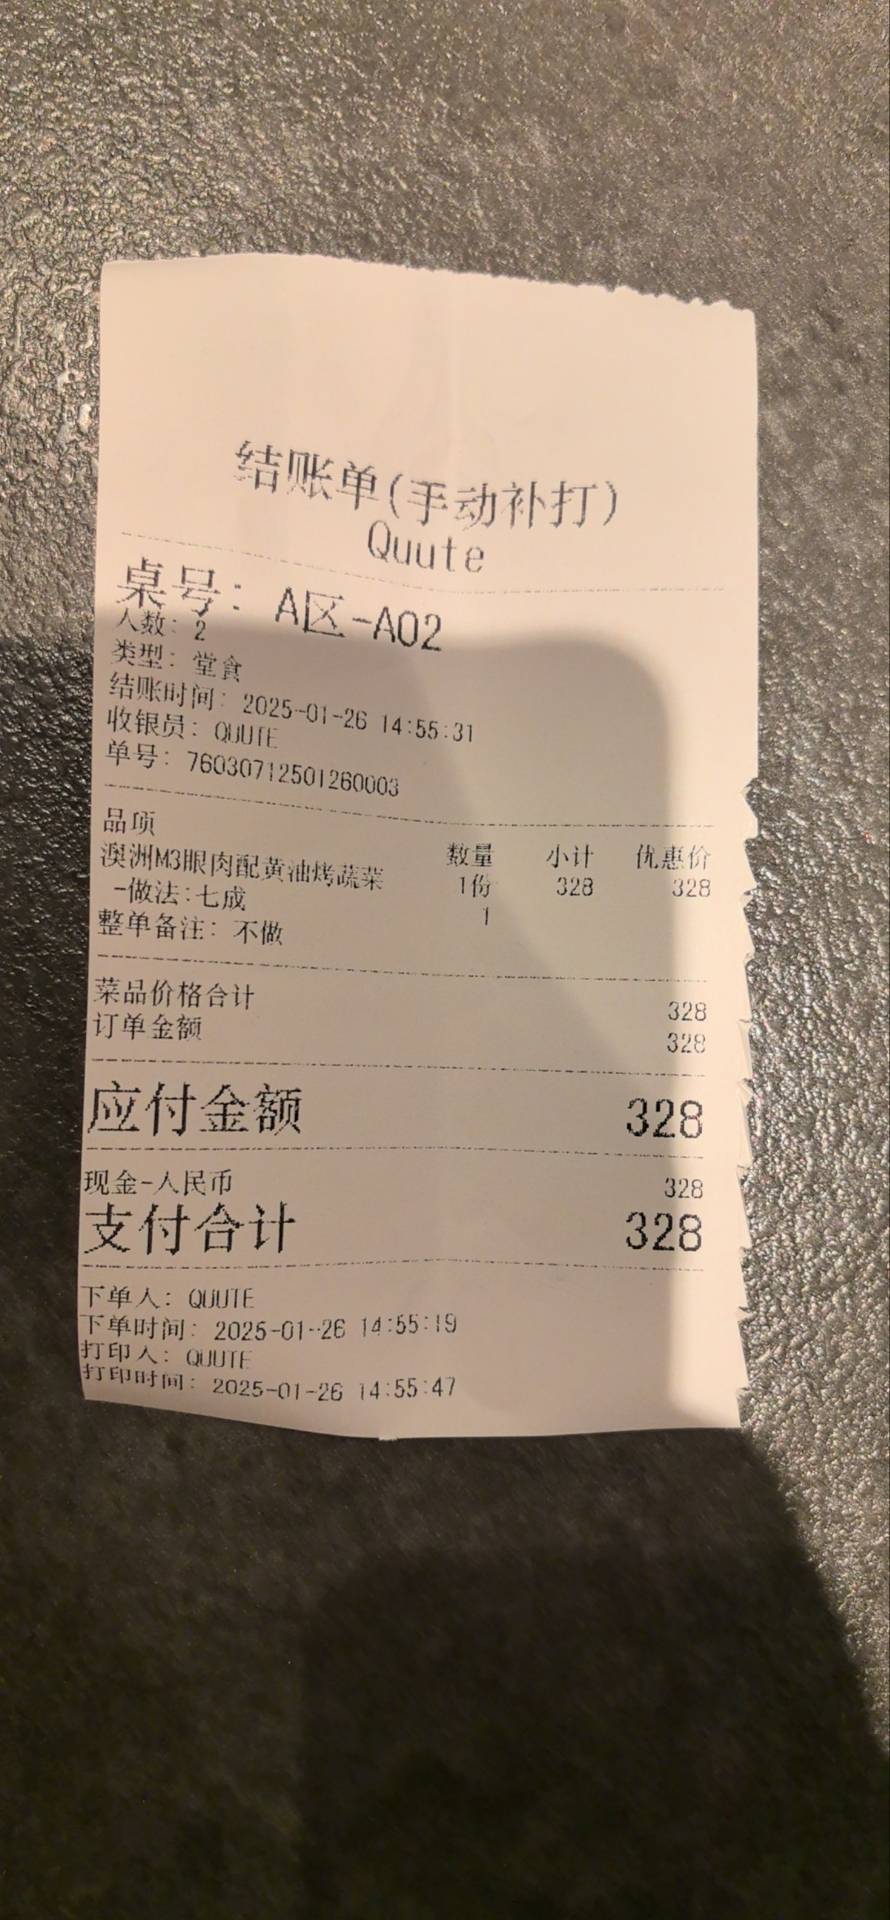 结账单(手动补打)
Quute
桌号: A区-A02
人数: 2
类型: 堂食
结账时间: 2025-01-26 14:55:31
收银员: QUUTE
单号: 76030712501260003
品项 数量 小计 优惠价
澳洲M3眼肉配黄油烤蔬菜 1份 328 328
-做法:七成 1
整单备注: 不做
菜品价格合计 328
订单金额 328
应付金额 328
现金-人民币 328
支付合计 328
下单人: QUUTE
下单时间: 2025-01-26 14:55:19
打印人: QUUTE
打印时间: 2025-01-26 14:55:47